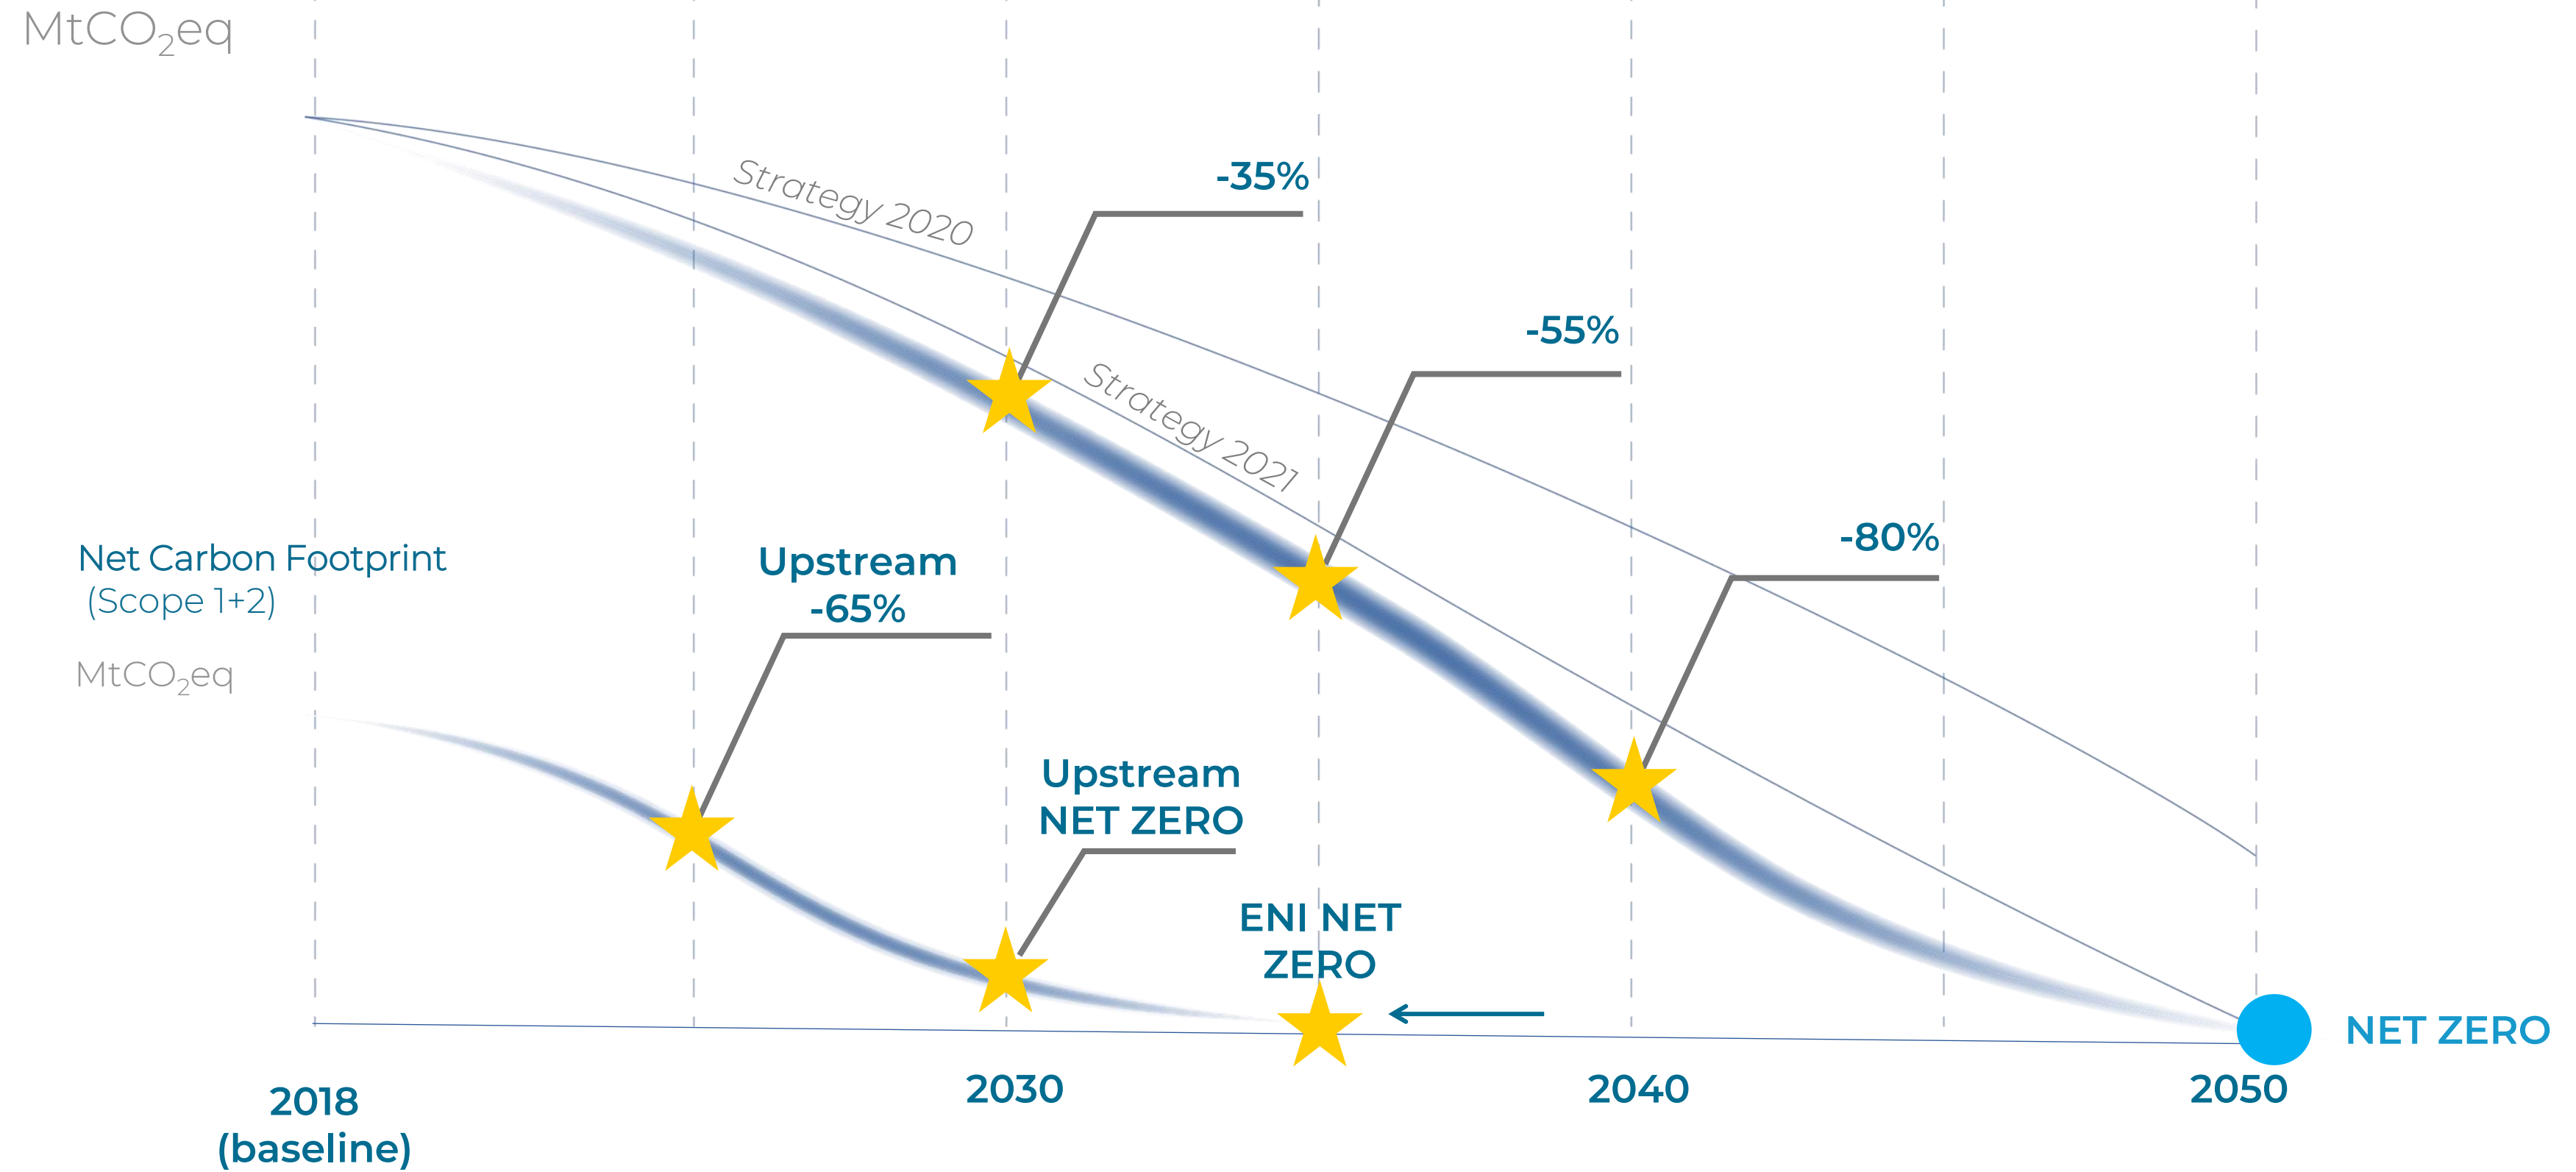 MtCO₂eq
Strategy 2020
-35%
-55%
Strategy 2021
-80%
Net Carbon Footprint
(Scope 1+2)
MtCO₂eq
Upstream
-65%
Upstream
NET ZERO
ENI NET
ZERO
NET ZERO
2018
(baseline)
2030
2040
2050